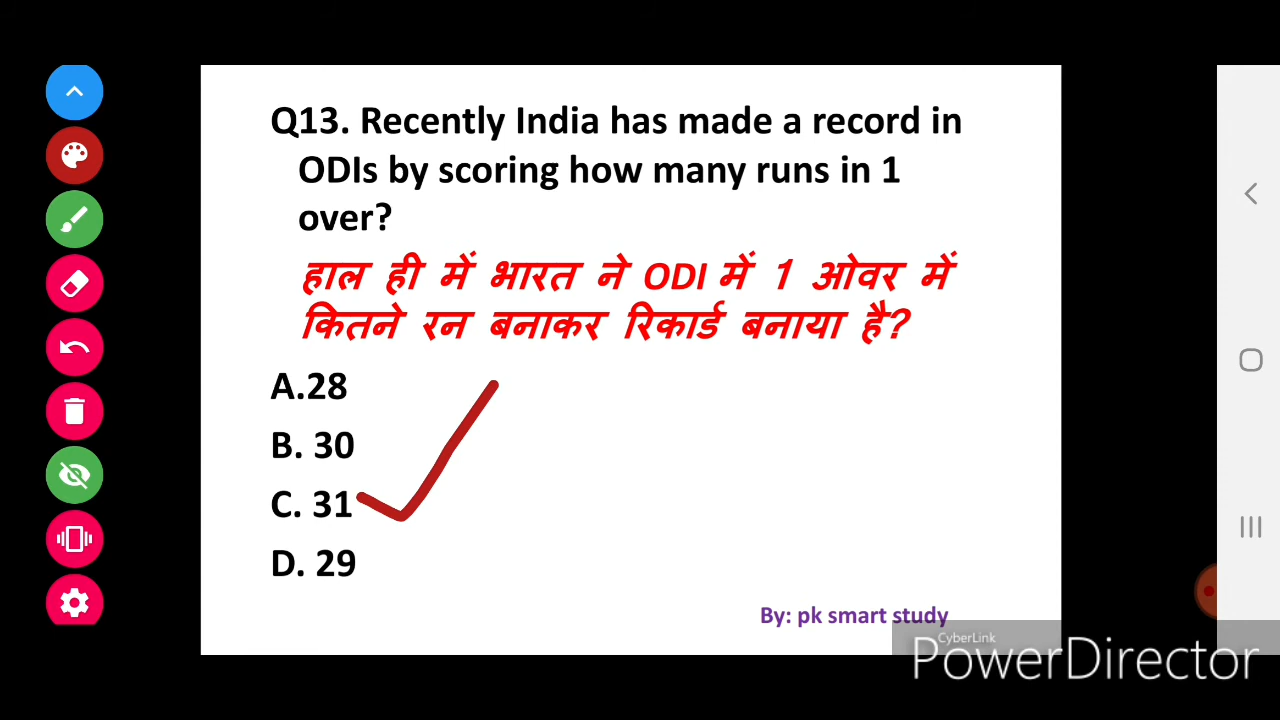 Q13. Recently India has made a record in
ODIs by scoring how many runs in 1
over?
हाल ही में भारत ने ODI में 1 ओवर में
कितने रन बनाकर रिकार्ड बनाया है?
A.28
B. 30
C. 31
D. 29
By: pk smart study
CyberLink
PowerDirector